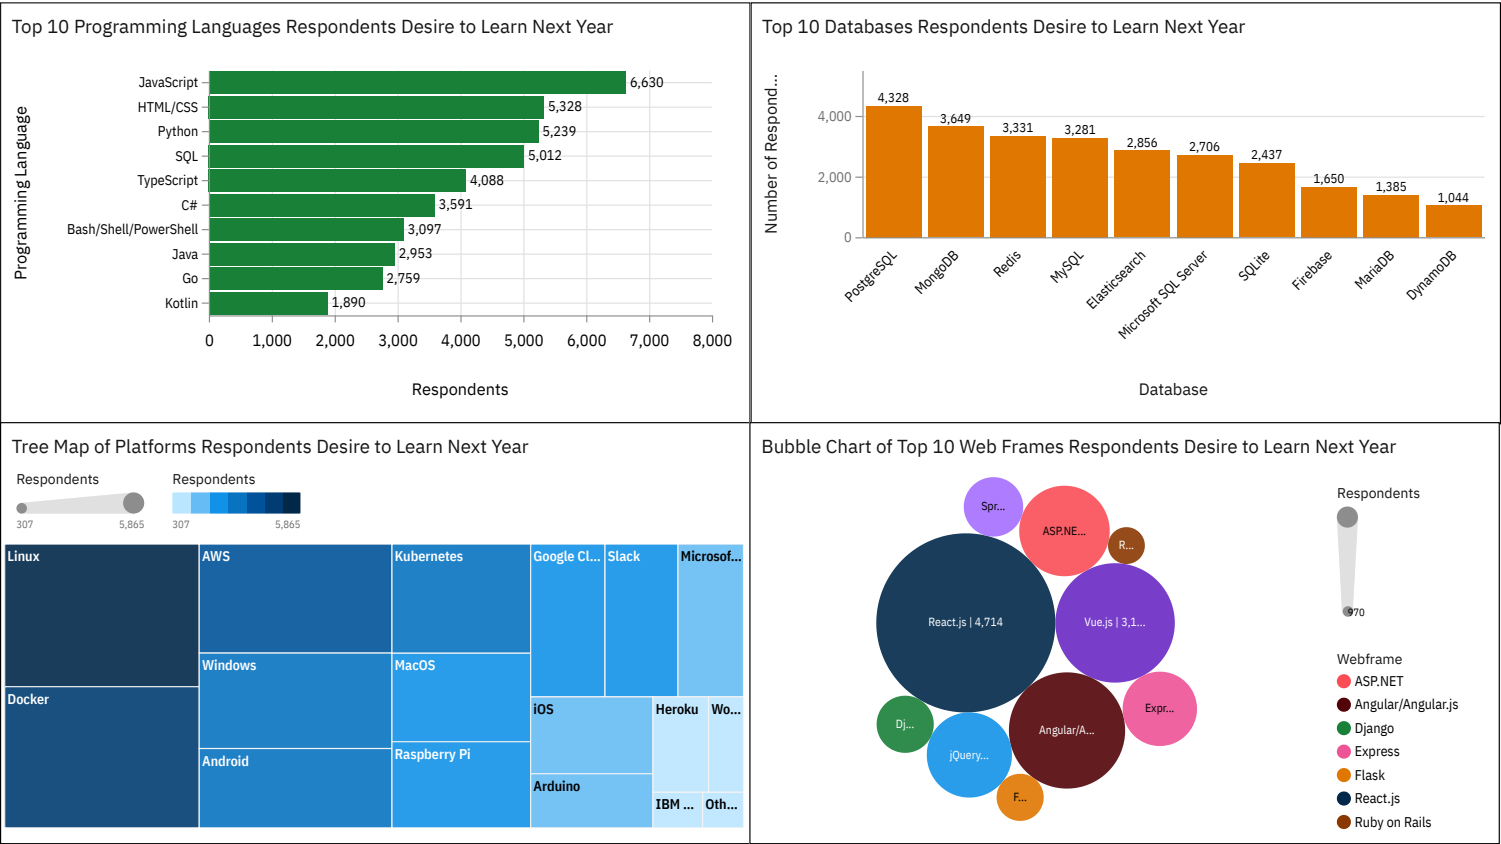 Top 10 Programming Languages Respondents Desire to Learn Next Year
Programming Language
JavaScript
6,630
HTML/CSS
5,328
Python
5,239
SQL
5,012
TypeScript
4,088
C#
3,591
Bash/Shell/PowerShell
3,097
Java
2,953
Go
2,759
Kotlin
1,890
0 1,000 2,000 3,000 4,000 5,000 6,000 7,000 8,000
Respondents
Top 10 Databases Respondents Desire to Learn Next Year
Number of Respond...
4,000
2,000
0
4,328
3,649
3,331
3,281
2,856
2,706
2,437
1,650
1,385
1,044
PostgreSQL
MongoDB
Redis
MySQL
Elasticsearch
Microsoft SQL Server
SQLite
Firebase
MariaDB
DynamoDB
Database
Tree Map of Platforms Respondents Desire to Learn Next Year
Respondents
307 5,865
Respondents
307 5,865
Linux
Docker
AWS
Windows
Android
Kubernetes
MacOS
Raspberry Pi
Google Cl...
Slack
Microsof...
iOS
Arduino
Heroku
Wo...
IBM ...
Oth...
Bubble Chart of Top 10 Web Frames Respondents Desire to Learn Next Year
Spr...
ASP.NE...
R...
React.js | 4,714
Vue.js | 3,1...
Expr...
Dj...
Angular/A...
jQuery...
F...
Respondents
970
Webframe
ASP.NET
Angular/Angular.js
Django
Express
Flask
React.js
Ruby on Rails